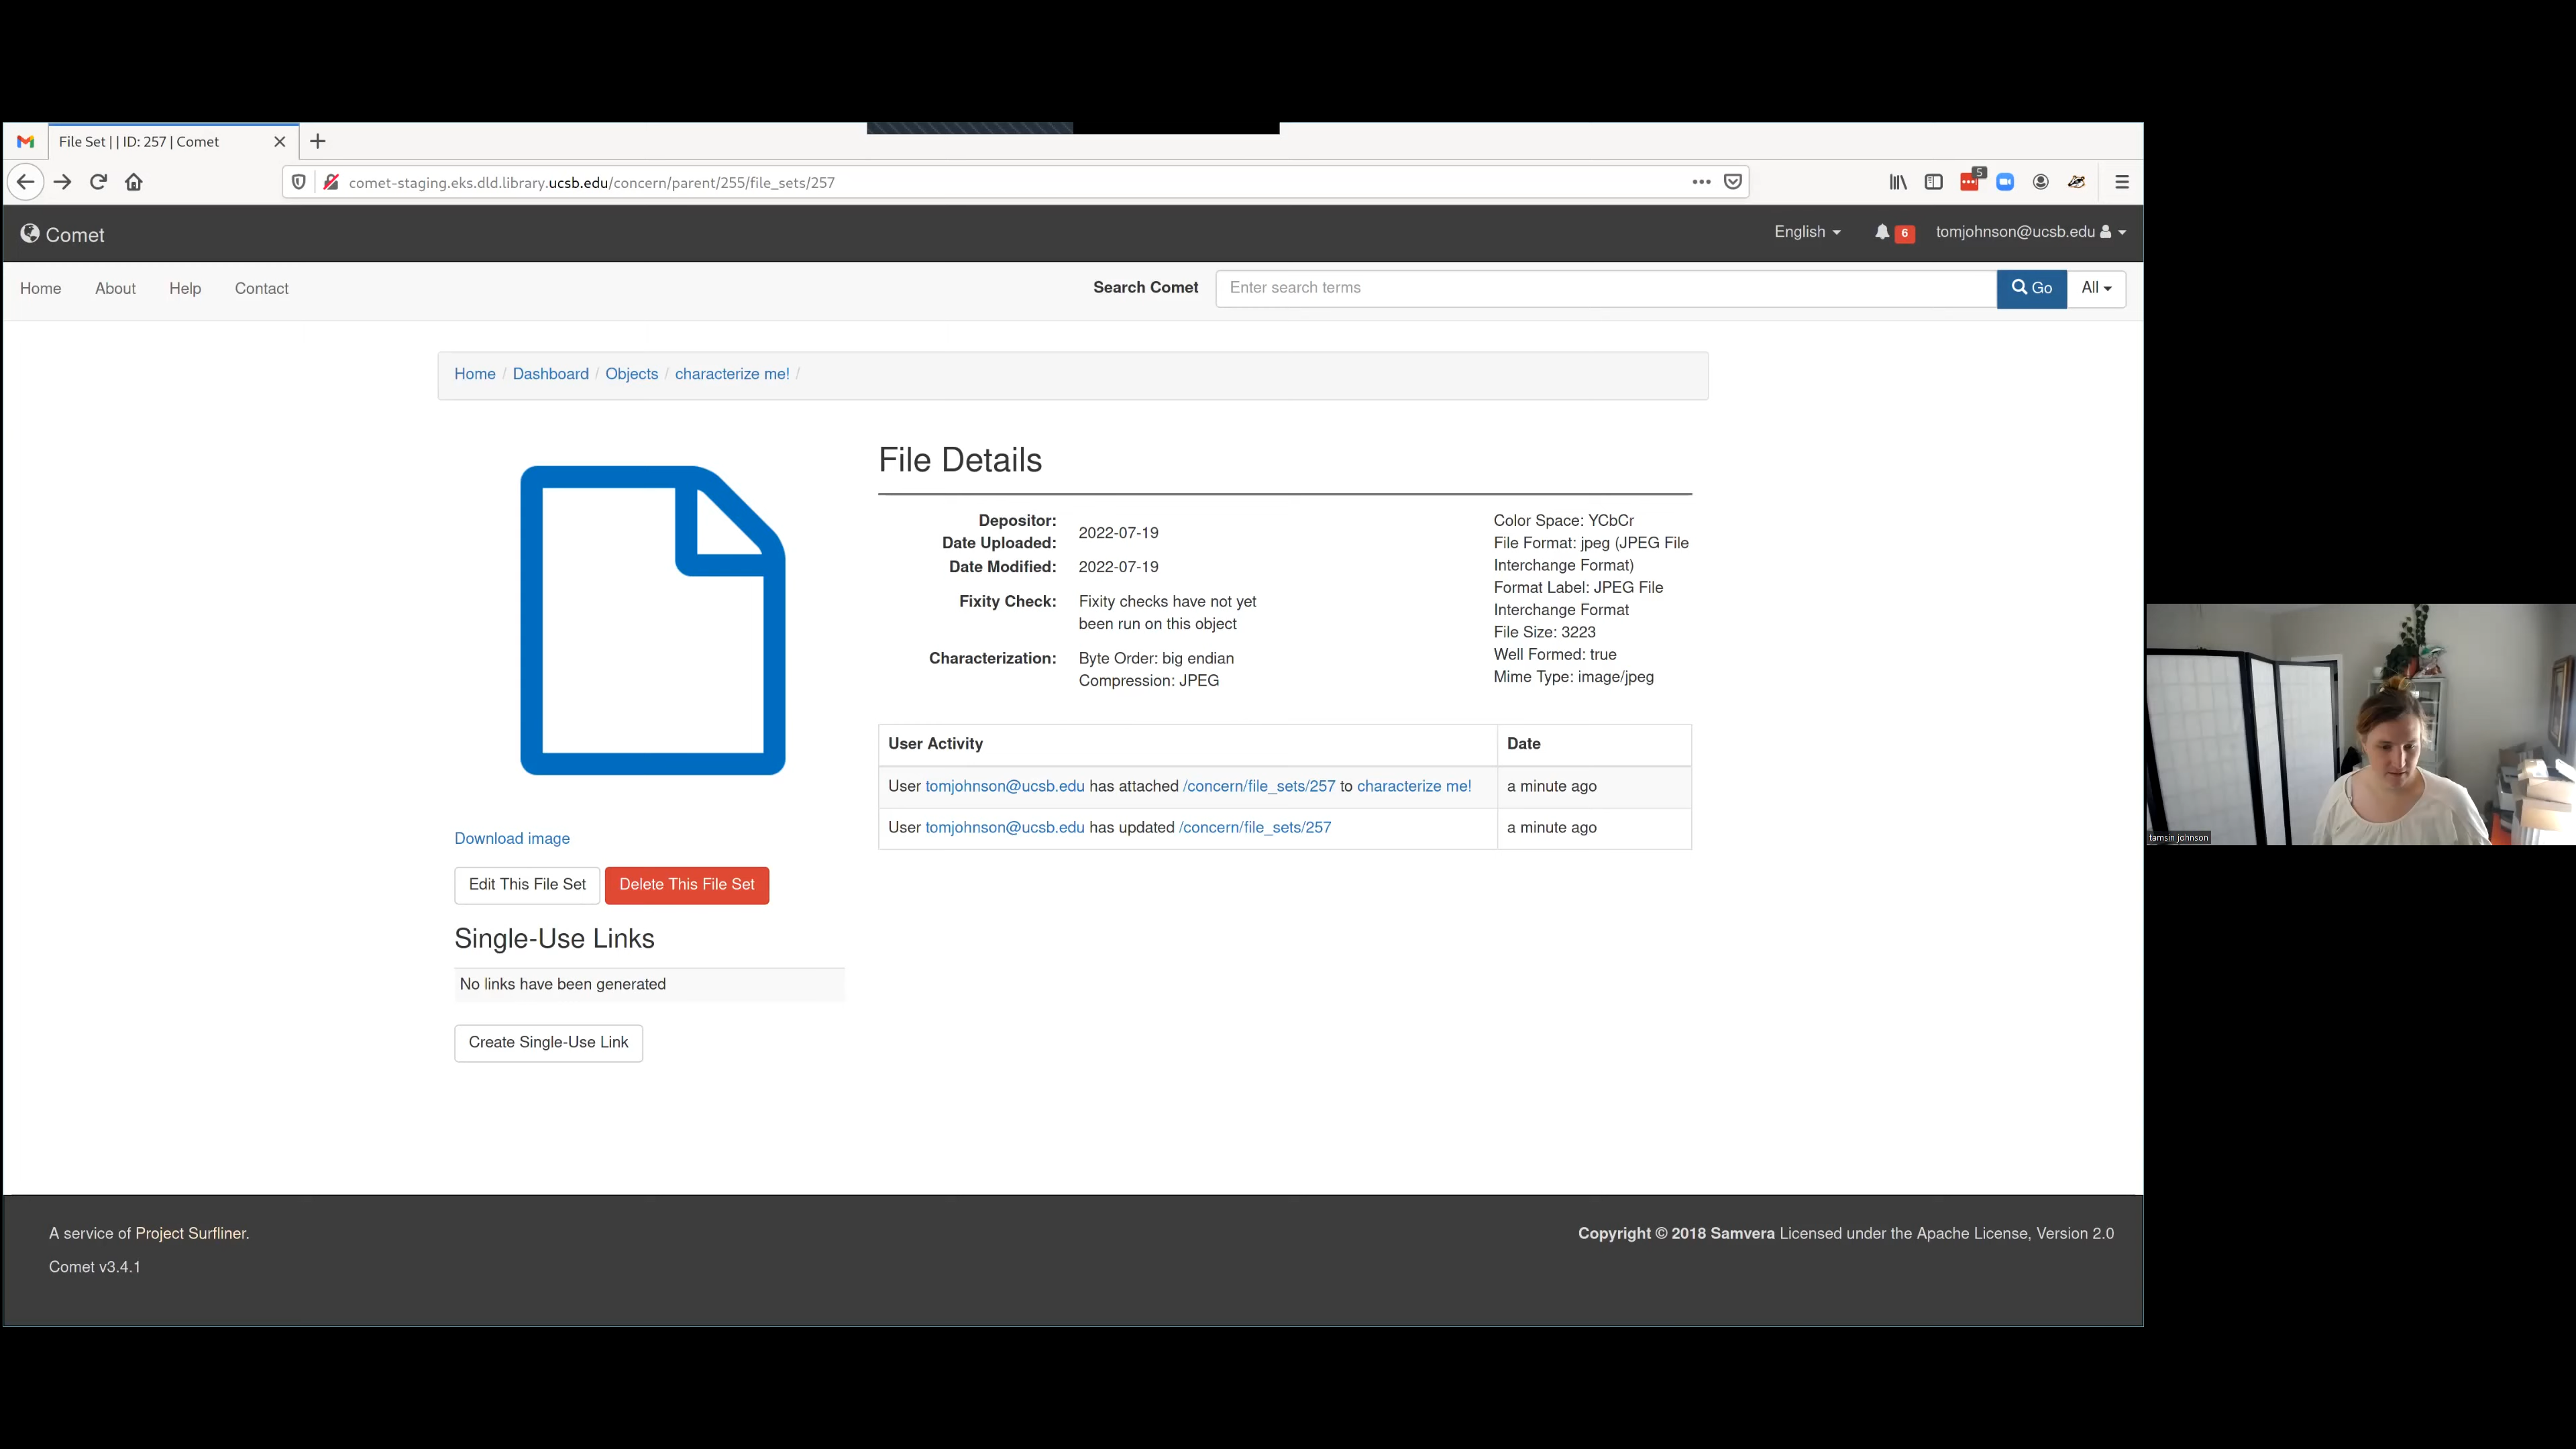 File Set | | ID: 257 | Comet
comet-staging.eks.dld.library.ucsb.edu/concern/parent/255/file_sets/257
5
Comet
English
6
tomjohnson@ucsb.edu
Home
About
Help
Contact
Search Comet
Enter search terms
Go
All
Home / Dashboard / Objects / characterize me! /
File Details
Depositor:
Date Uploaded:
2022-07-19
Date Modified:
2022-07-19
Fixity Check:
Fixity checks have not yet
been run on this object
Characterization:
Byte Order: big endian
Compression: JPEG
Color Space: YCbCr
File Format: jpeg (JPEG File
Interchange Format)
Format Label: JPEG File
Interchange Format
File Size: 3223
Well Formed: true
Mime Type: image/jpeg
User Activity
Date
User tomjohnson@ucsb.edu has attached /concern/file_sets/257 to characterize me!
a minute ago
User tomjohnson@ucsb.edu has updated /concern/file_sets/257
a minute ago
Download image
Edit This File Set
Delete This File Set
Single-Use Links
No links have been generated
Create Single-Use Link
tamsin johnson
A service of Project Surfliner.
Comet v3.4.1
Copyright © 2018 Samvera Licensed under the Apache License, Version 2.0